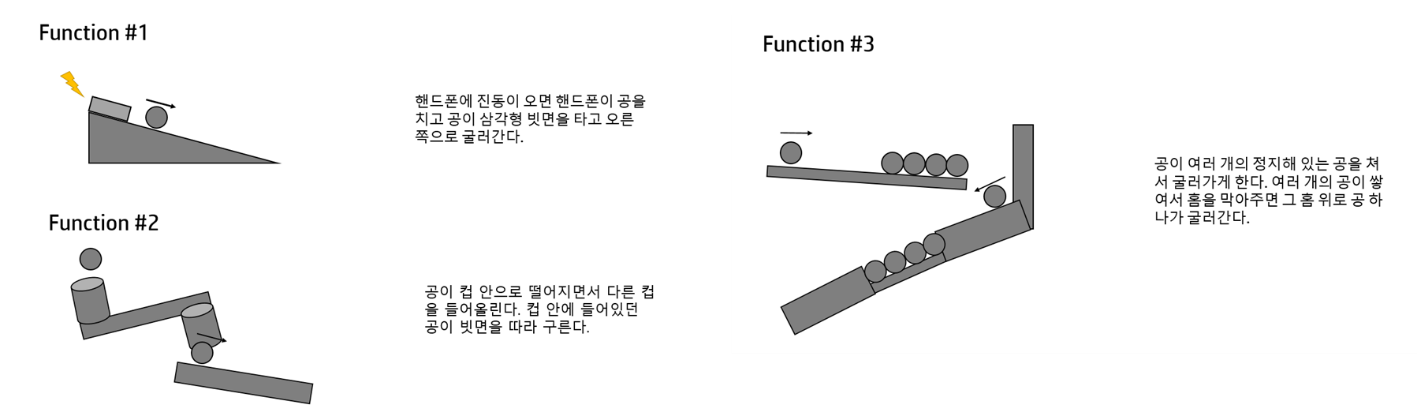 Function #1
핸드폰에 진동이 오면 핸드폰이 공을
치고 공이 삼각형 빗면을 타고 오른
쪽으로 굴러간다.
Function #2
공이 컵 안으로 떨어지면서 다른 컵
을 들어올린다. 컵 안에 들어있던
공이 빗면을 따라 구른다.
Function #3
공이 여러 개의 정지해 있는 공을 쳐
서 굴러가게 한다. 여러 개의 공이 쌓
여서 홈을 막아주면 그 홈 위로 공 하
나가 굴러간다.